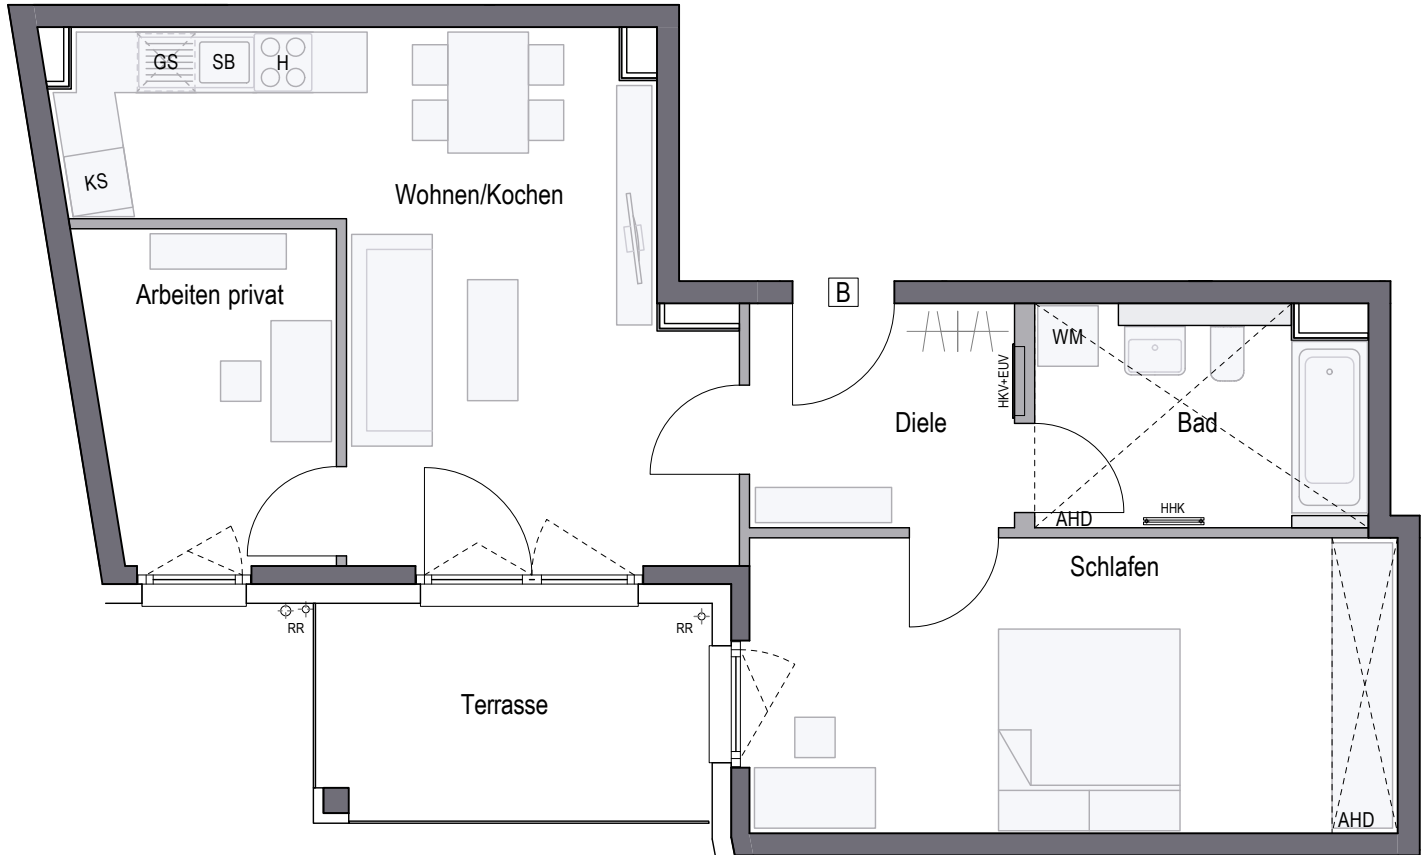 GS
SB
H
KS
Wohnen/Kochen
Arbeiten privat
B
WM
HKV+EUV
Diele
Bad
HHK
AHD
Schlafen
RR
RR
Terrasse
AHD